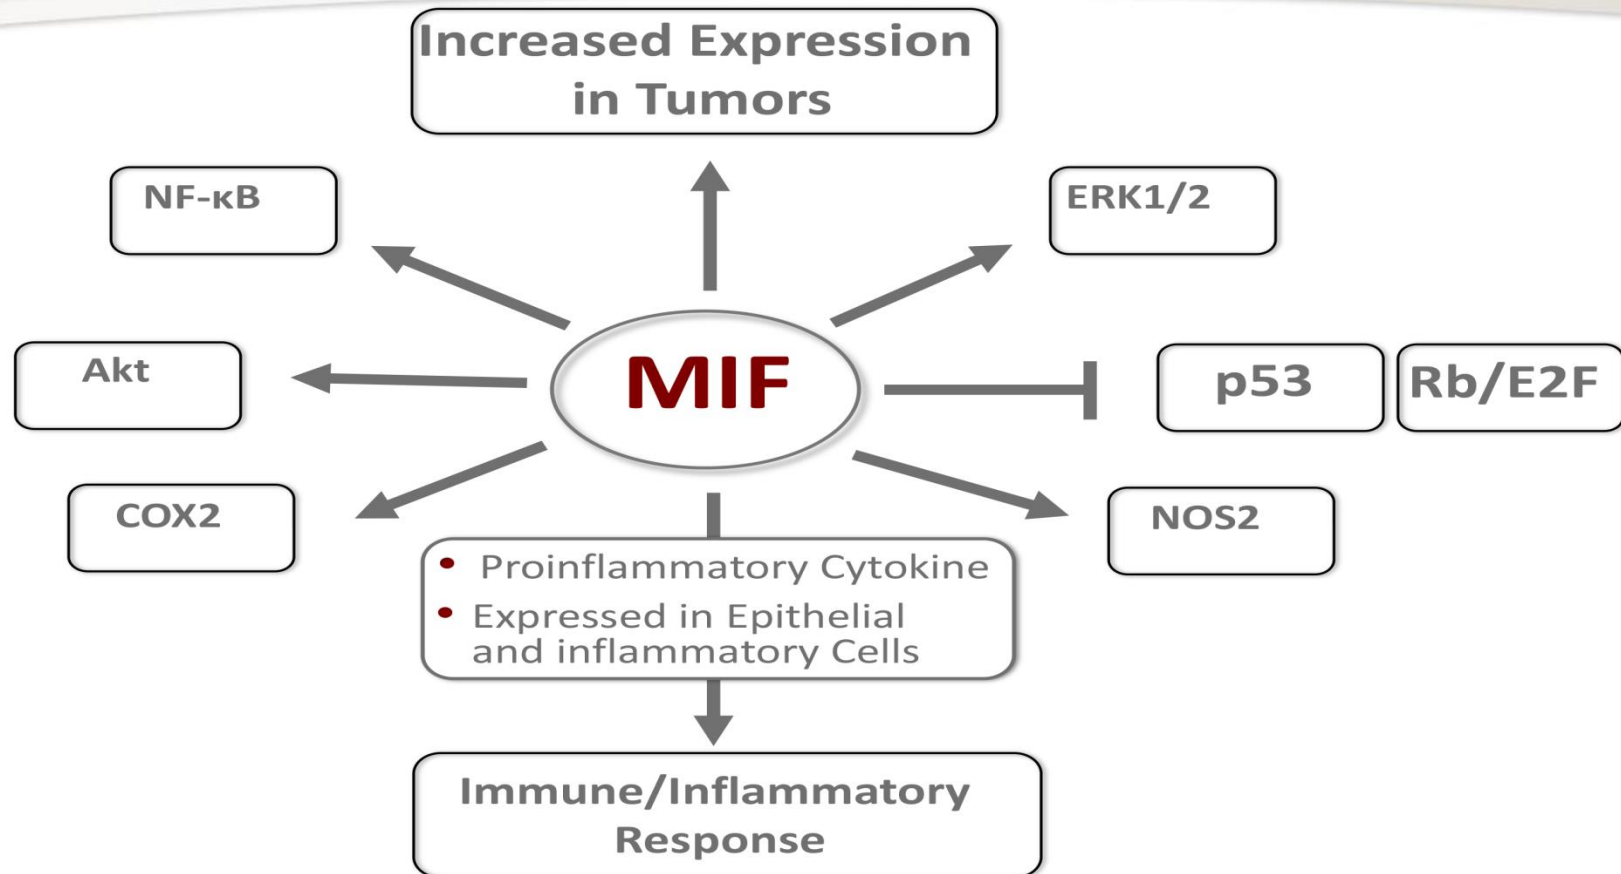 Increased Expression
in Tumors
NF-κB
ERK1/2
Akt
MIF
p53
Rb/E2F
COX2
NOS2
• Proinflammatory Cytokine
• Expressed in Epithelial
and inflammatory Cells
Immune/Inflammatory
Response